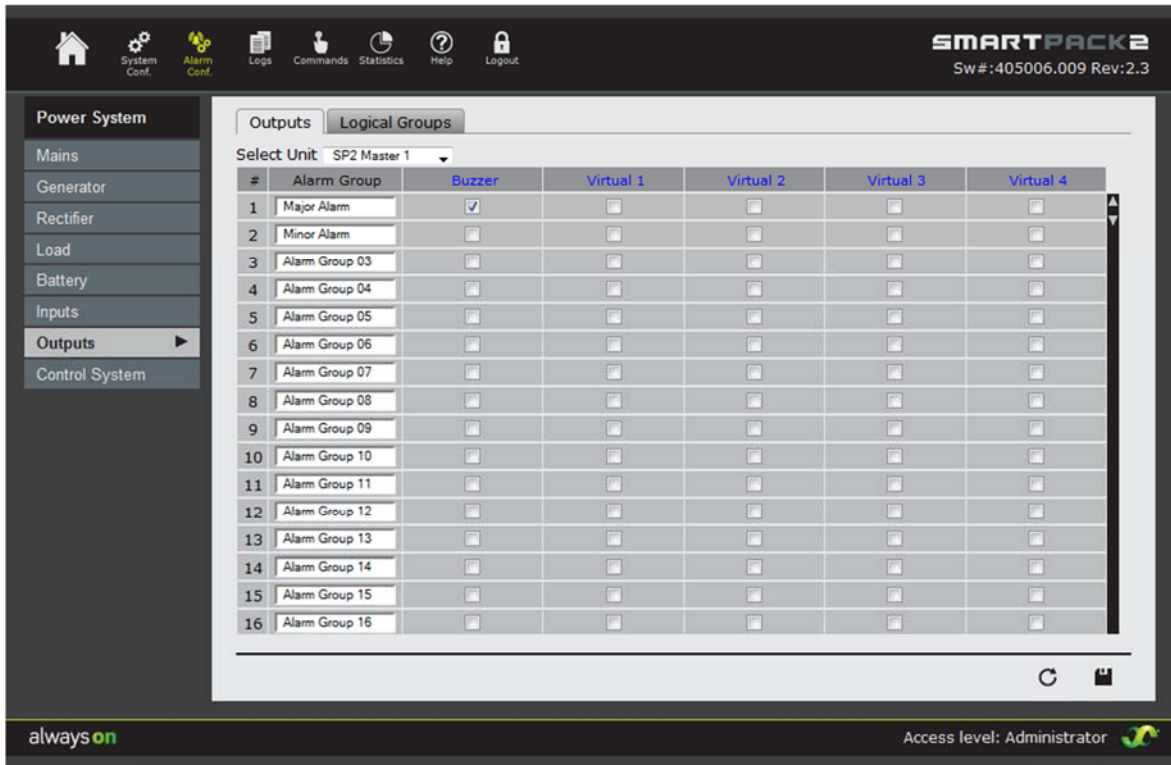 System Conf.
Alarm Conf.
Logs
Commands
Statistics
Help
Logout
SMARTPACK2
Sw#:405006.009 Rev:2.3
Power System
Mains
Generator
Rectifier
Load
Battery
Inputs
Outputs
Control System
Outputs Logical Groups
Select Unit SP2 Master 1
# Alarm Group Buzzer Virtual 1 Virtual 2 Virtual 3 Virtual 4
1 Major Alarm
2 Minor Alarm
3 Alarm Group 03
4 Alarm Group 04
5 Alarm Group 05
6 Alarm Group 06
7 Alarm Group 07
8 Alarm Group 08
9 Alarm Group 09
10 Alarm Group 10
11 Alarm Group 11
12 Alarm Group 12
13 Alarm Group 13
14 Alarm Group 14
15 Alarm Group 15
16 Alarm Group 16
alwayson
Access level: Administrator